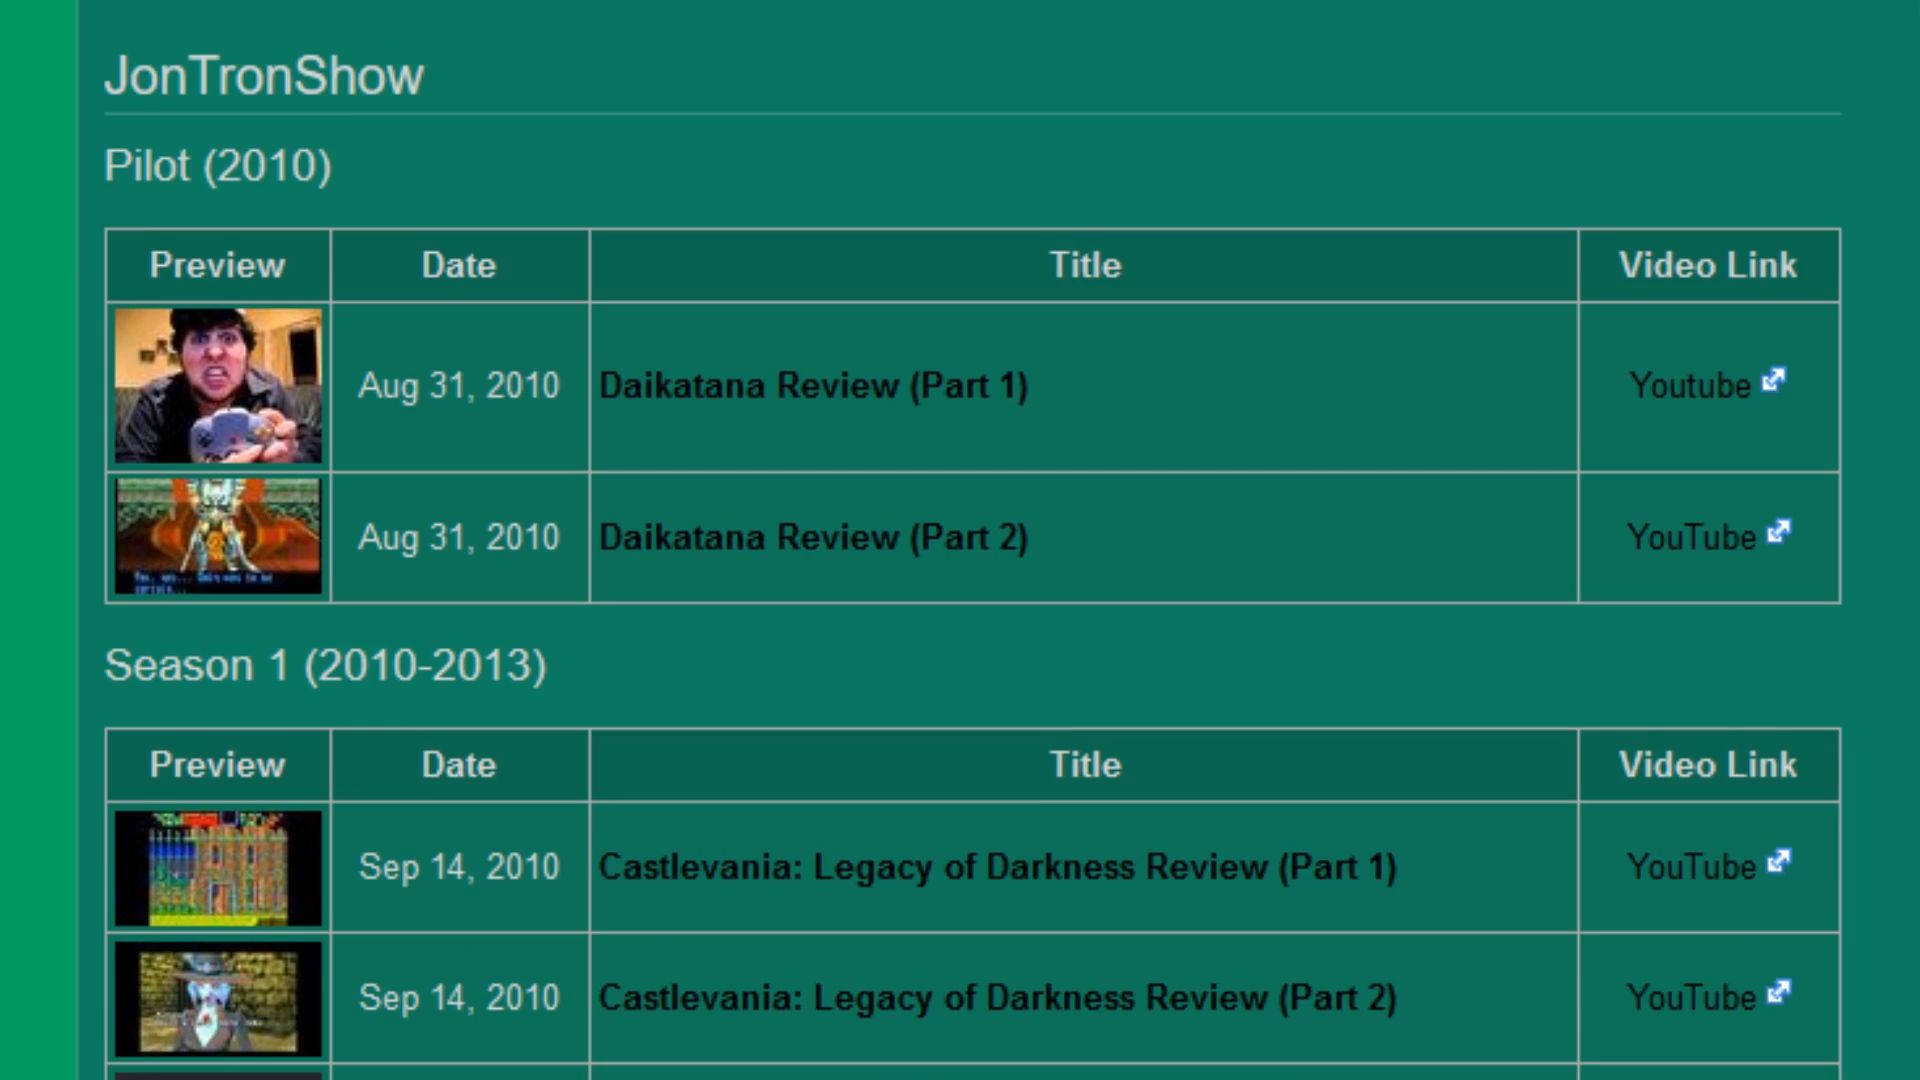 JonTronShow
Pilot (2010)
Preview Date Title Video Link
Aug 31, 2010 Daikatana Review (Part 1) Youtube
Aug 31, 2010 Daikatana Review (Part 2) YouTube
Season 1 (2010-2013)
Preview Date Title Video Link
Sep 14, 2010 Castlevania: Legacy of Darkness Review (Part 1) YouTube
Sep 14, 2010 Castlevania: Legacy of Darkness Review (Part 2) YouTube